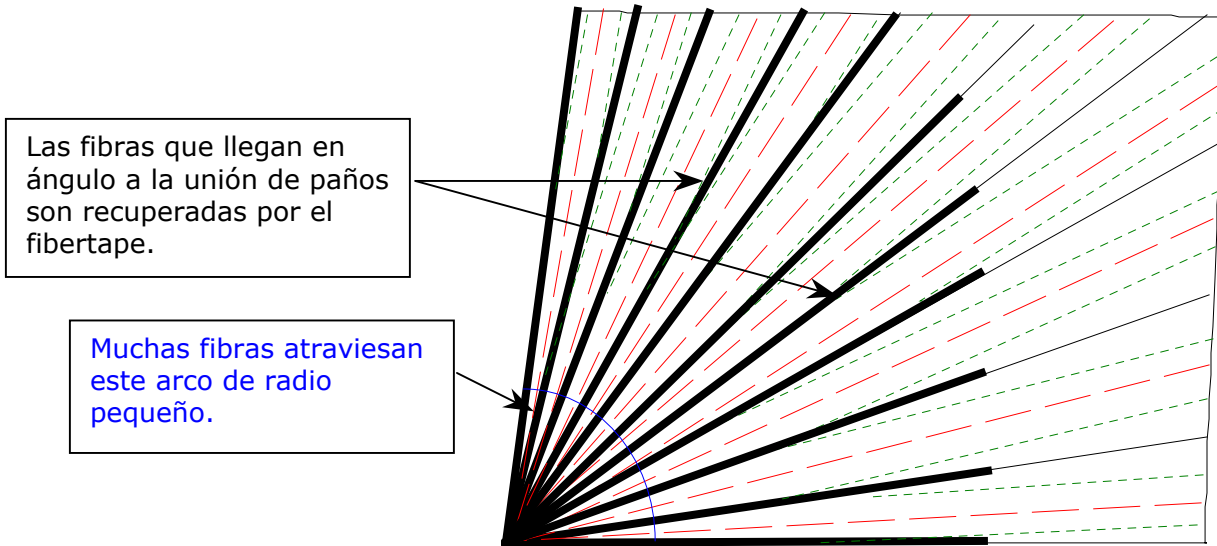 Las fibras que llegan en
ángulo a la unión de paños
son recuperadas por el
fibertape.
Muchas fibras atraviesan
este arco de radio
pequeño.